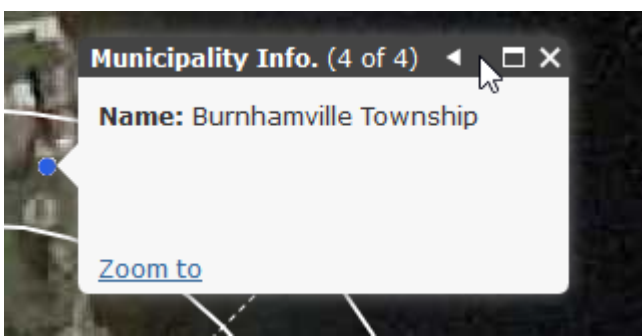 Municipality Info. (4 of 4)
Name: Burnhamville Township
Zoom to